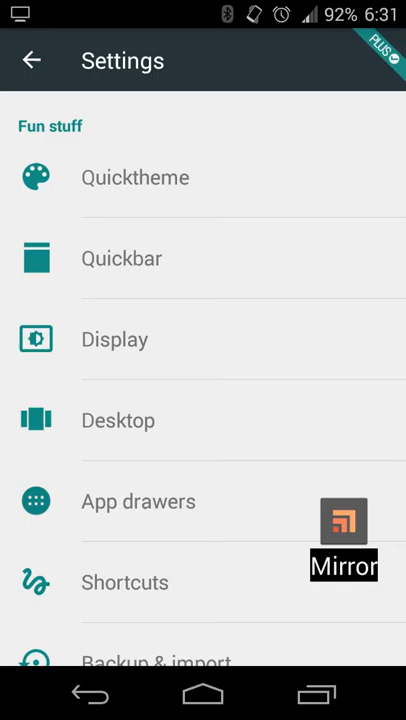 92% 6:31
Settings
PLUS
Fun stuff
Quicktheme
Quickbar
Display
Desktop
App drawers
Mirror
Shortcuts
Backup & import